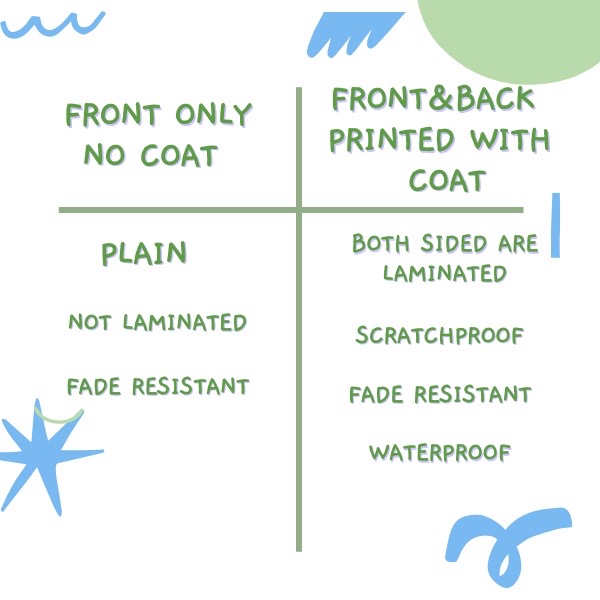 FRONT ONLY
NO COAT
FRONT&BACK
PRINTED WITH
COAT
PLAIN
NOT LAMINATED
FADE RESISTANT
BOTH SIDED ARE
LAMINATED
SCRATCHPROOF
FADE RESISTANT
WATERPROOF